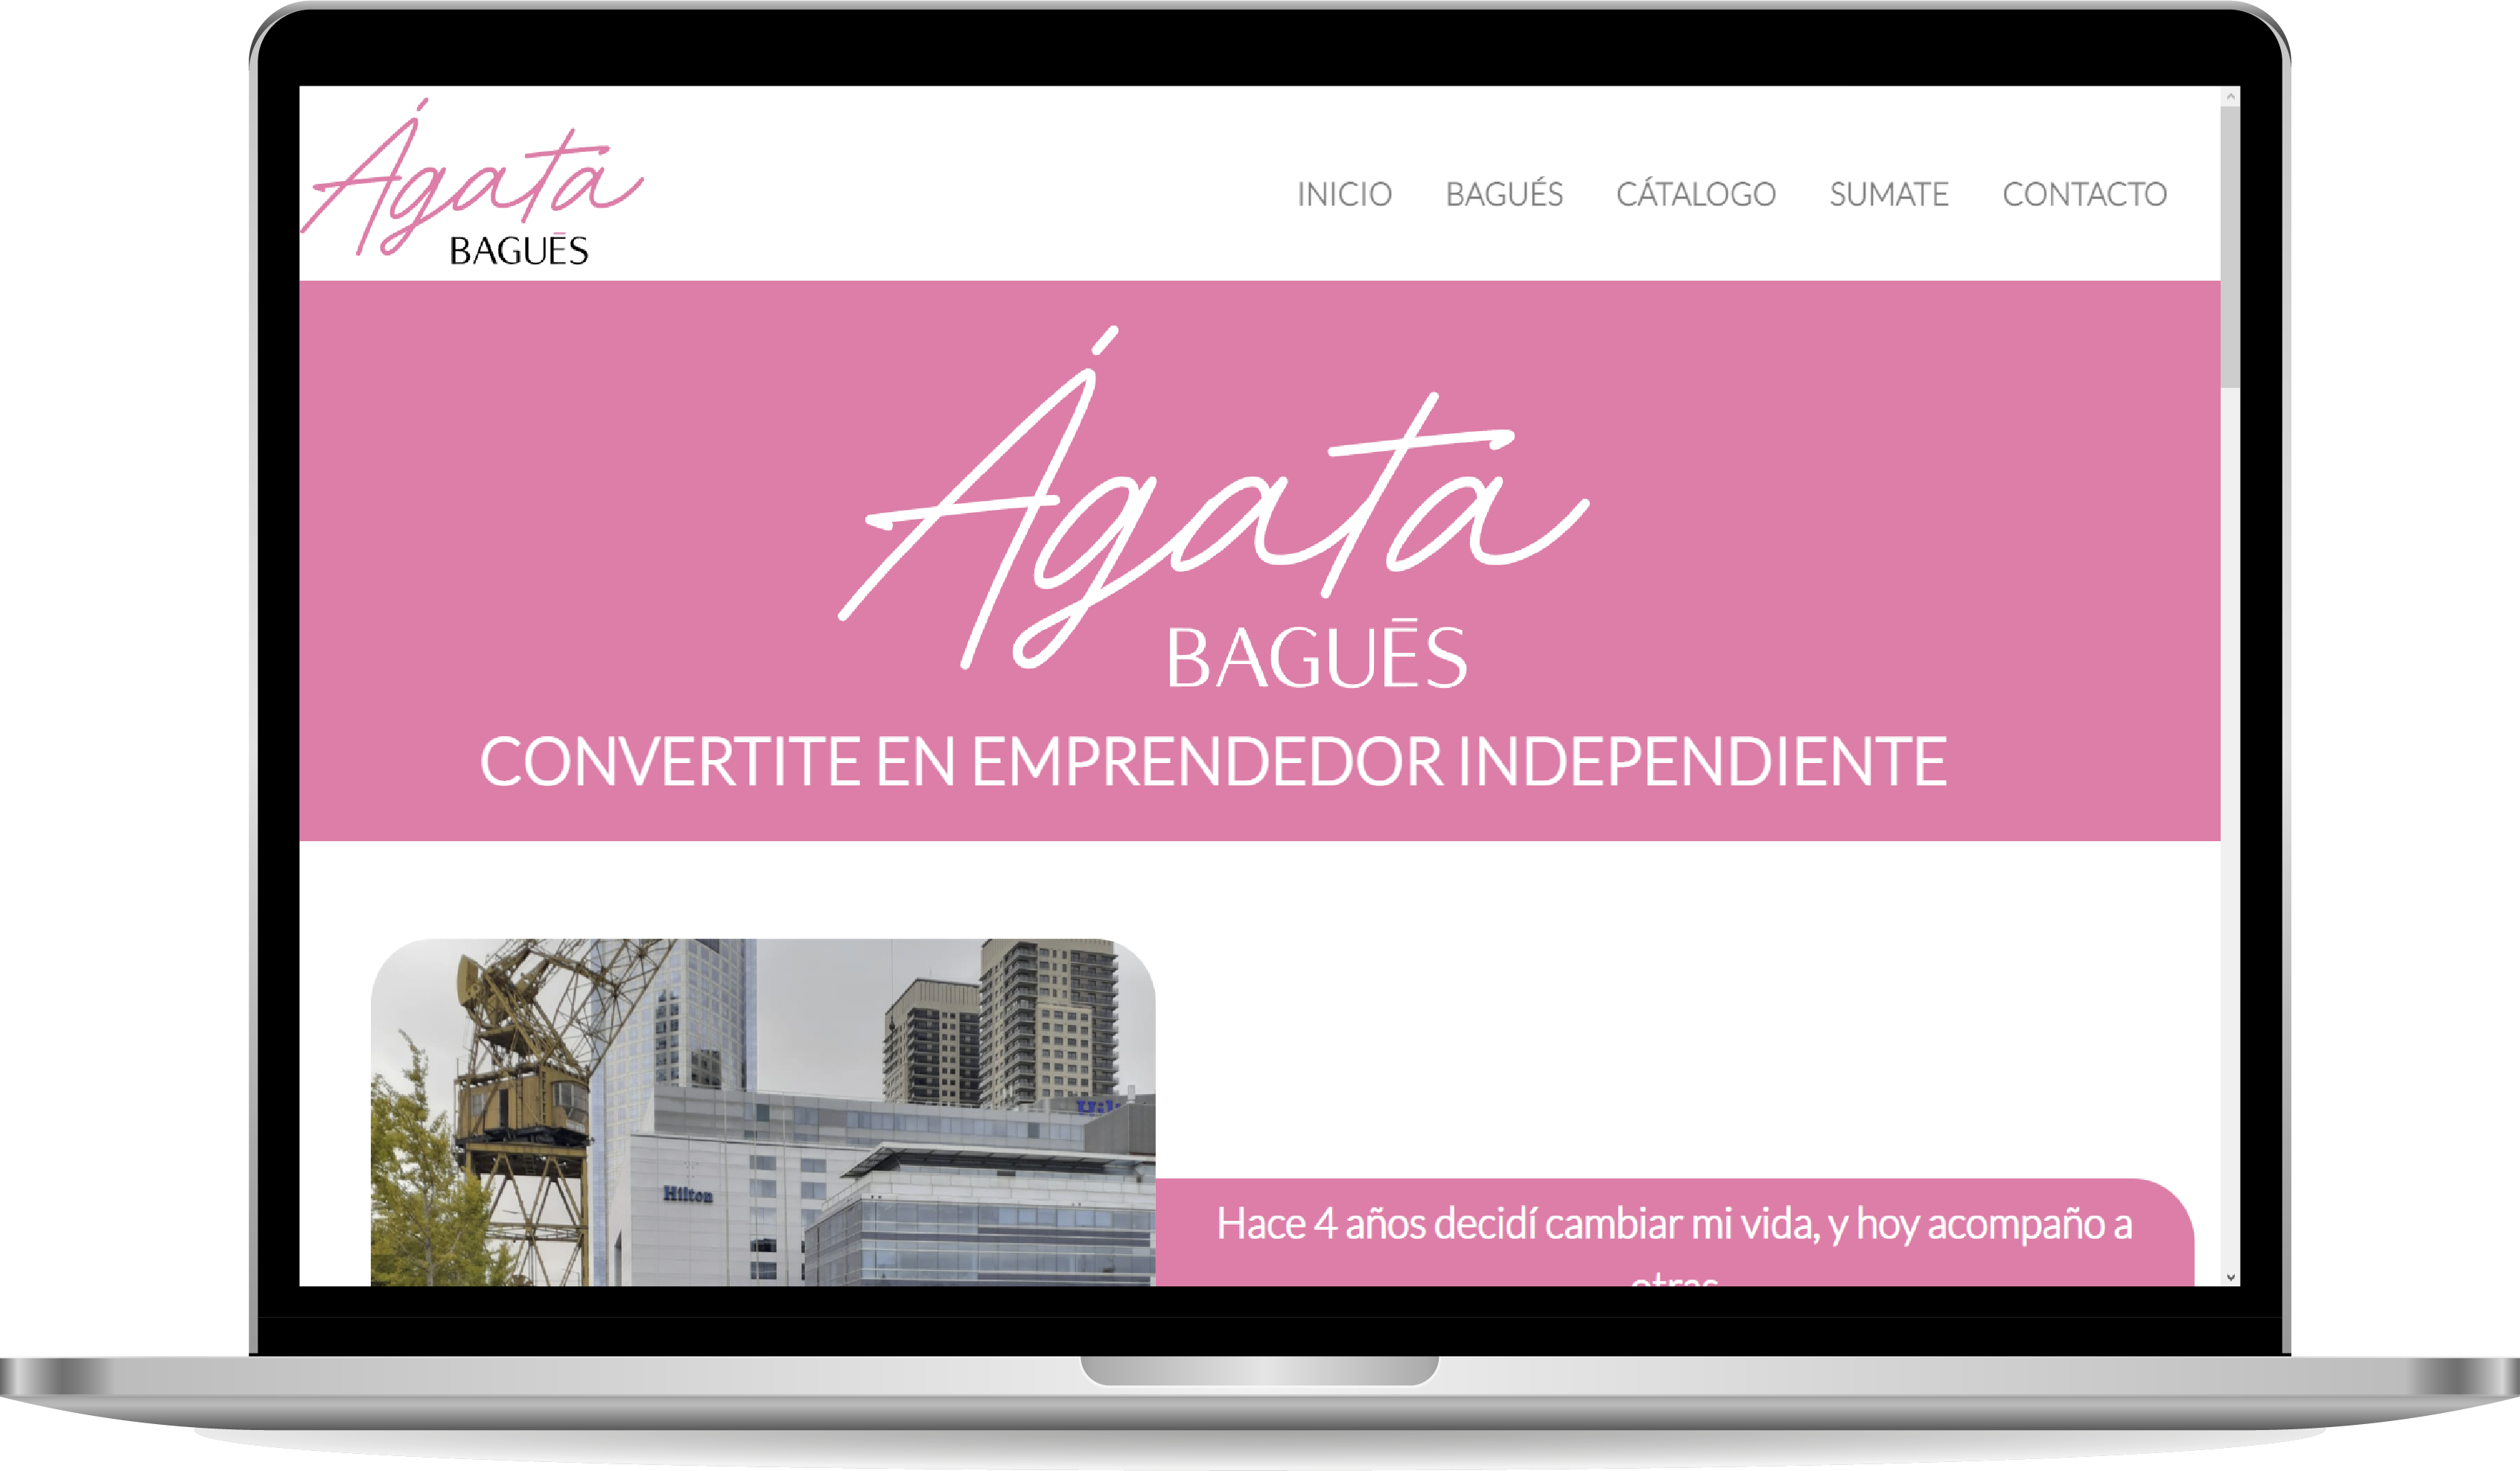 Ágata
BAGUĒS
INICIO BAGUÉS CÁTALOGO SUMATE CONTACTO
Ágata
BAGUĒS
CONVERTITE EN EMPRENDEDOR INDEPENDIENTE
Hilton
Hace 4 años decidí cambiar mi vida, y hoy acompaño a
otras